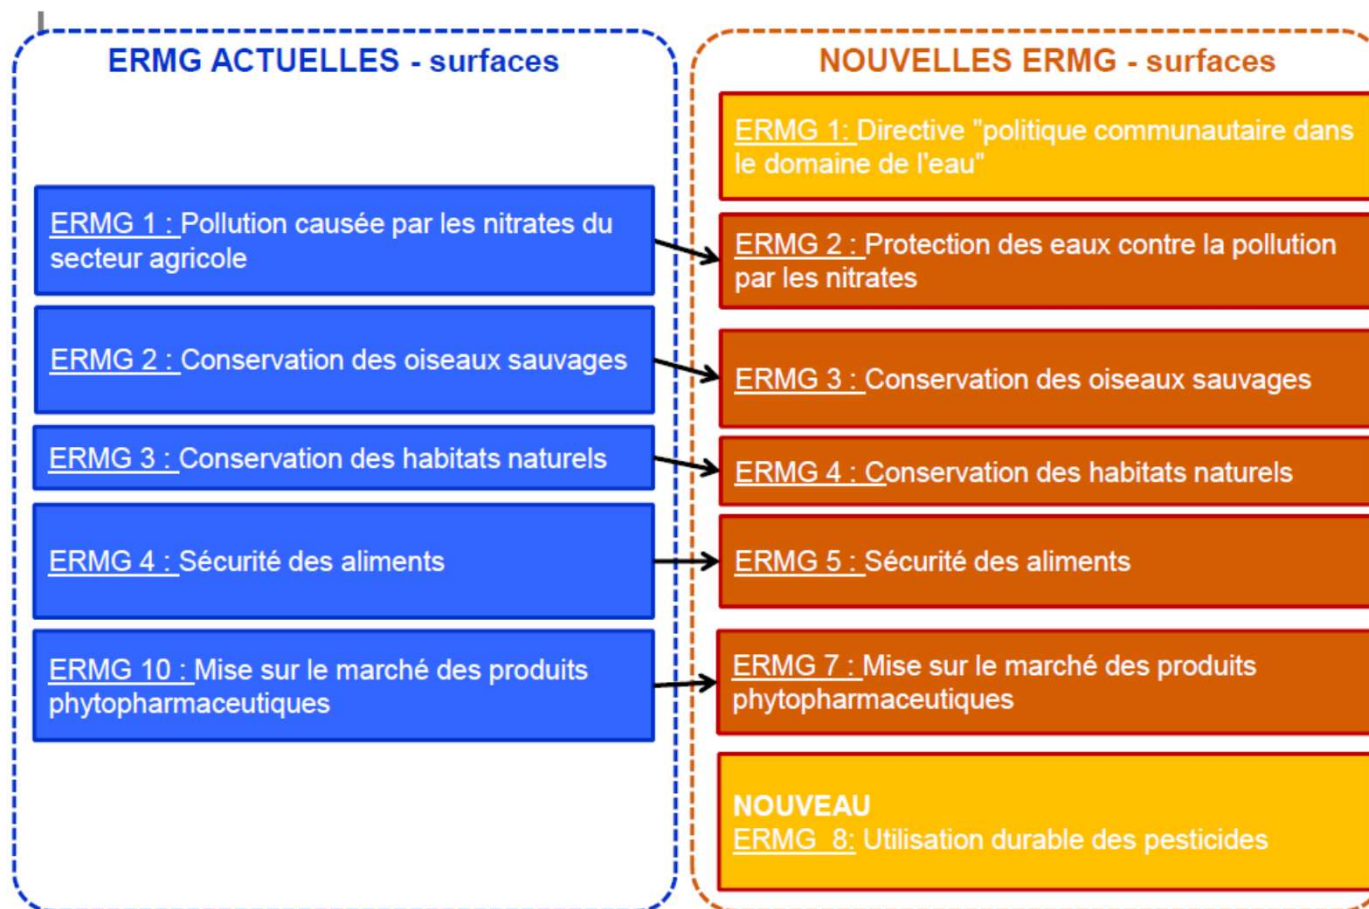 ERMG ACTUELLES - surfaces
ERMG 1 : Pollution causée par les nitrates du
secteur agricole
ERMG 2 : Conservation des oiseaux sauvages
ERMG 3 : Conservation des habitats naturels
ERMG 4 : Sécurité des aliments
ERMG 10 : Mise sur le marché des produits
phytopharmaceutiques
NOUVELLES ERMG - surfaces
ERMG 1: Directive "politique communautaire dans
le domaine de l'eau"
ERMG 2 : Protection des eaux contre la pollution
par les nitrates
ERMG 3 : Conservation des oiseaux sauvages
ERMG 4 : Conservation des habitats naturels
ERMG 5 : Sécurité des aliments
ERMG 7 : Mise sur le marché des produits
phytopharmaceutiques
NOUVEAU
ERMG 8: Utilisation durable des pesticides